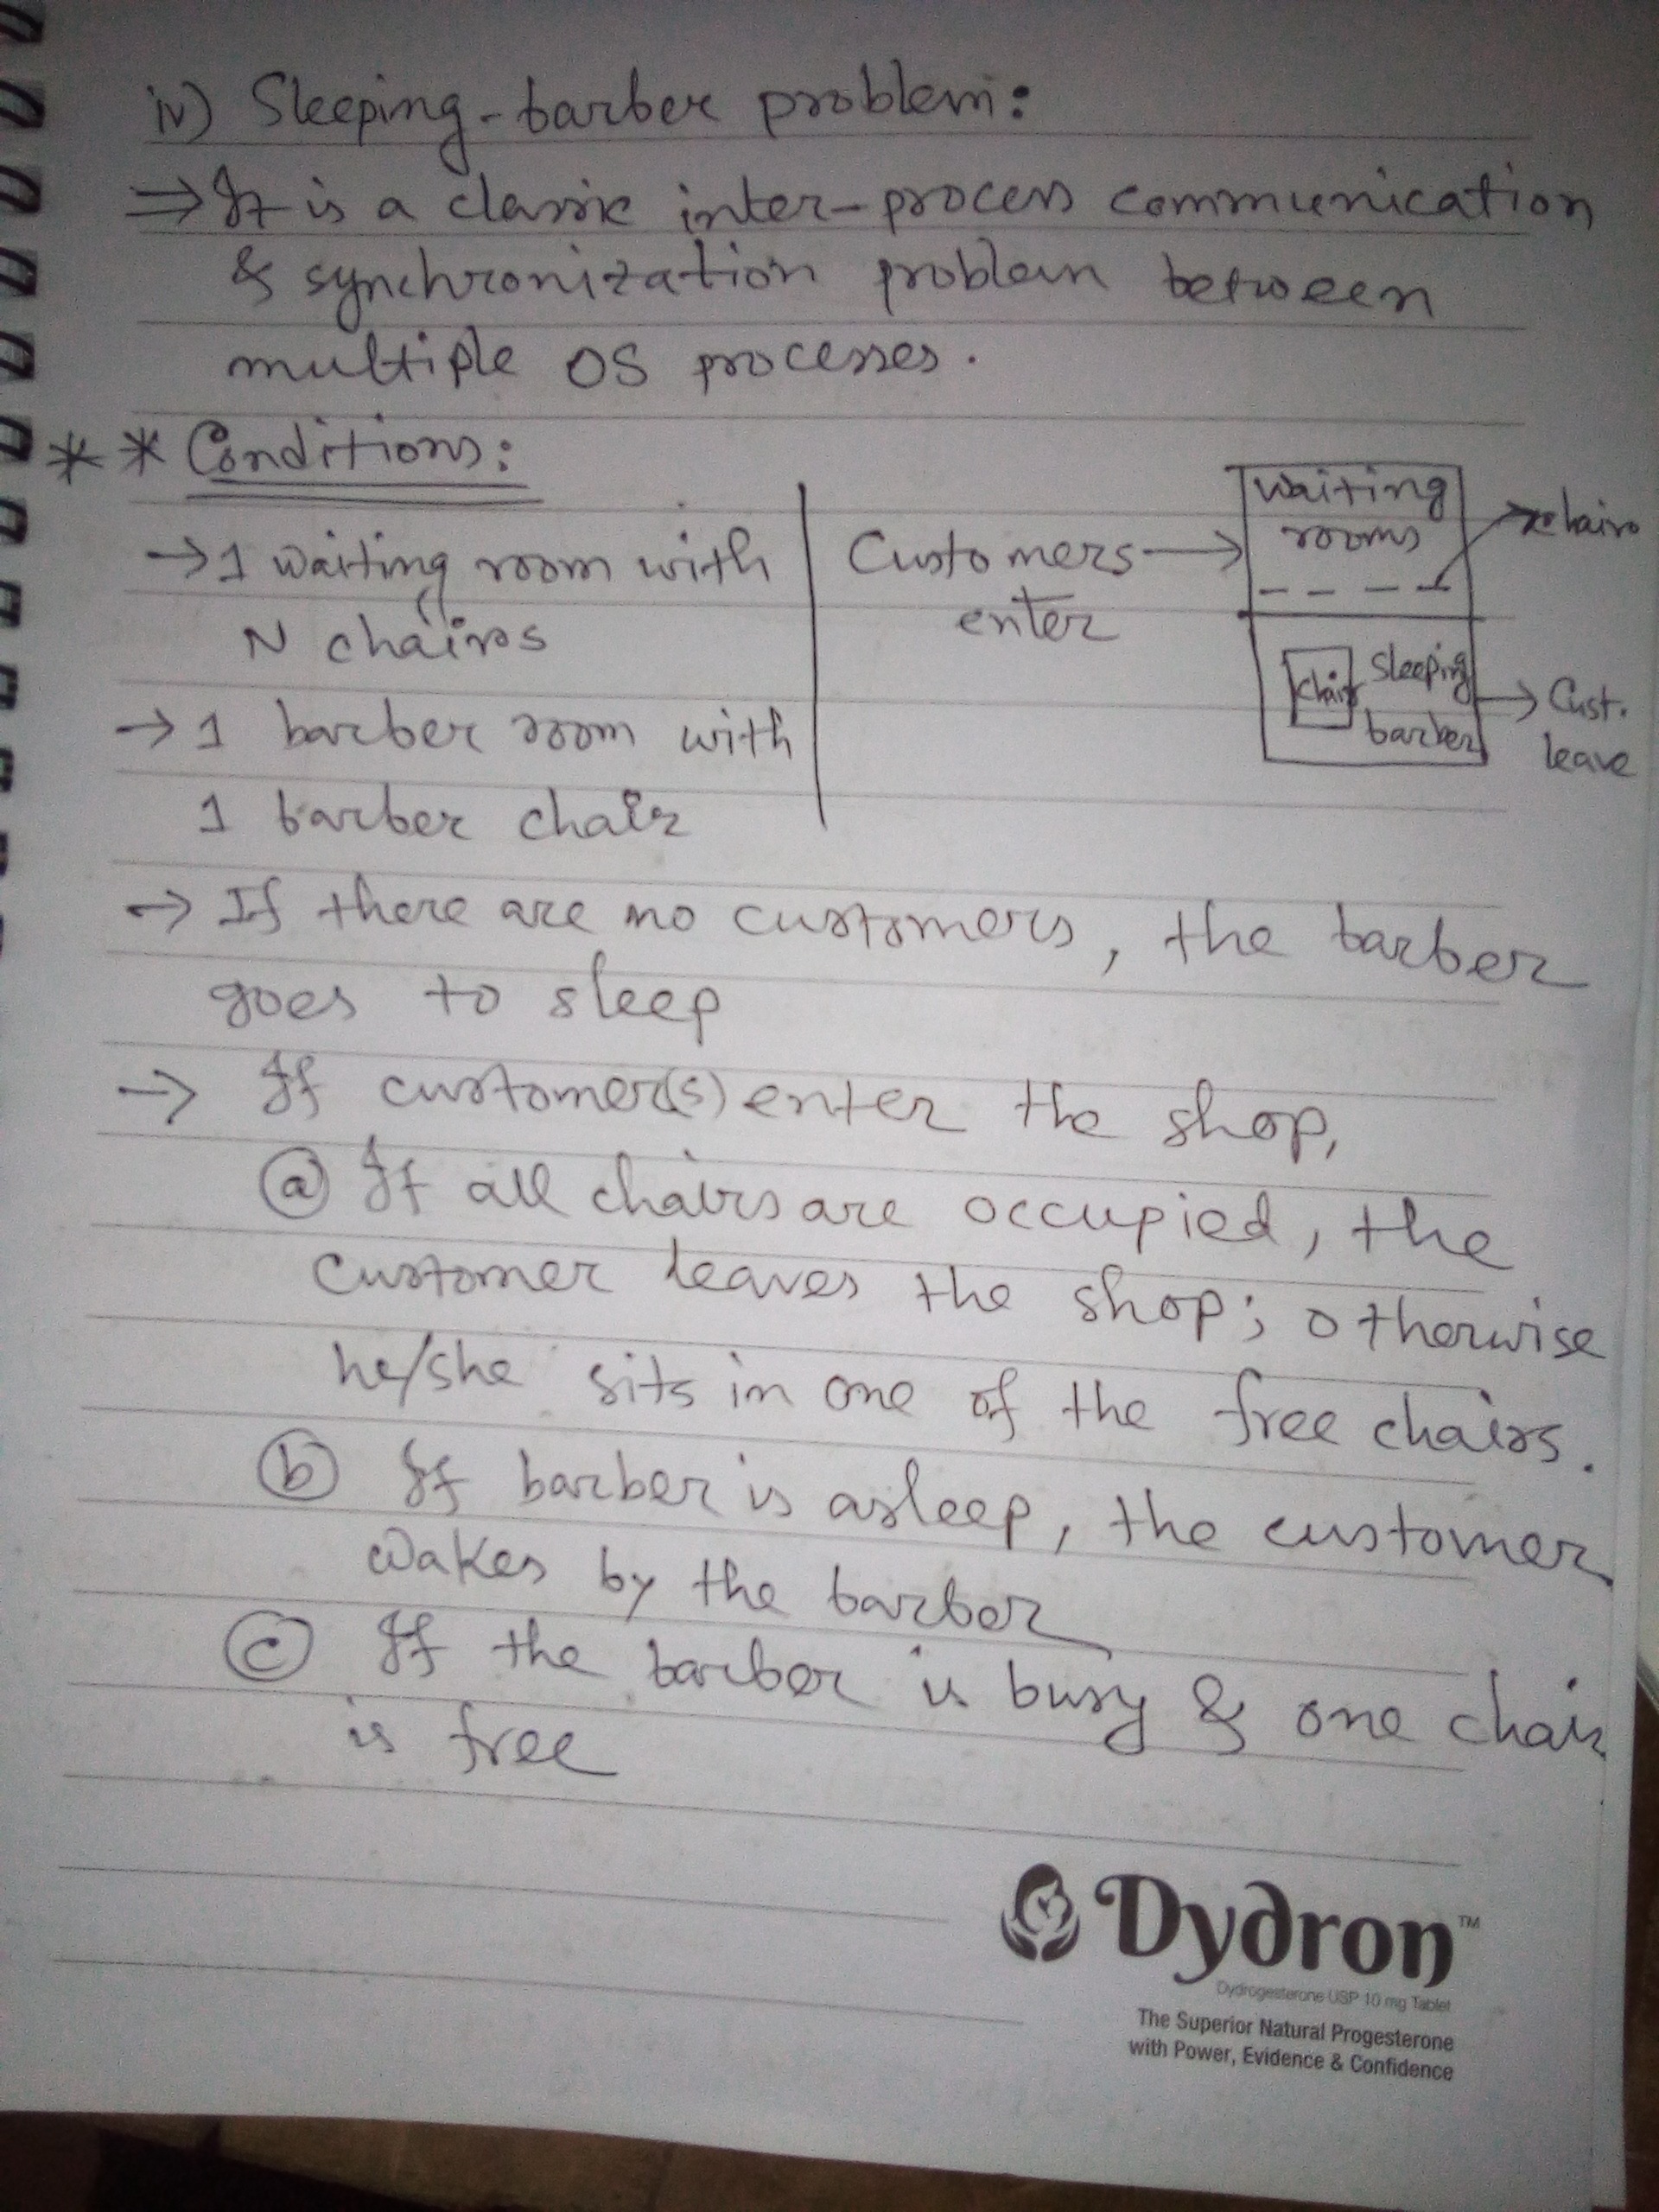 iv) Sleeping-barber problem:
⇒ It is a classic inter-process communication
& synchronization problem between
multiple OS processes.
** Conditions:
→ 1 waiting room with
N chairs
→ 1 barber room with
1 barber chair
Customers
enter
waiting
rooms
chairs
chair
sleeping
barber
Cust.
leave
→ If there are no customers, the barber
goes to sleep
→ If customer(s) enter the shop,
(a) If all chairs are occupied, the
customer leaves the shop; otherwise
he/she sits in one of the free chairs.
(b) If barber is asleep, the customer
wakes by the barber
(c) If the barber is busy & one chair
is free
Dydron™
Dydrogesterone USP 10 mg Tablet
The Superior Natural Progesterone
with Power, Evidence & Confidence